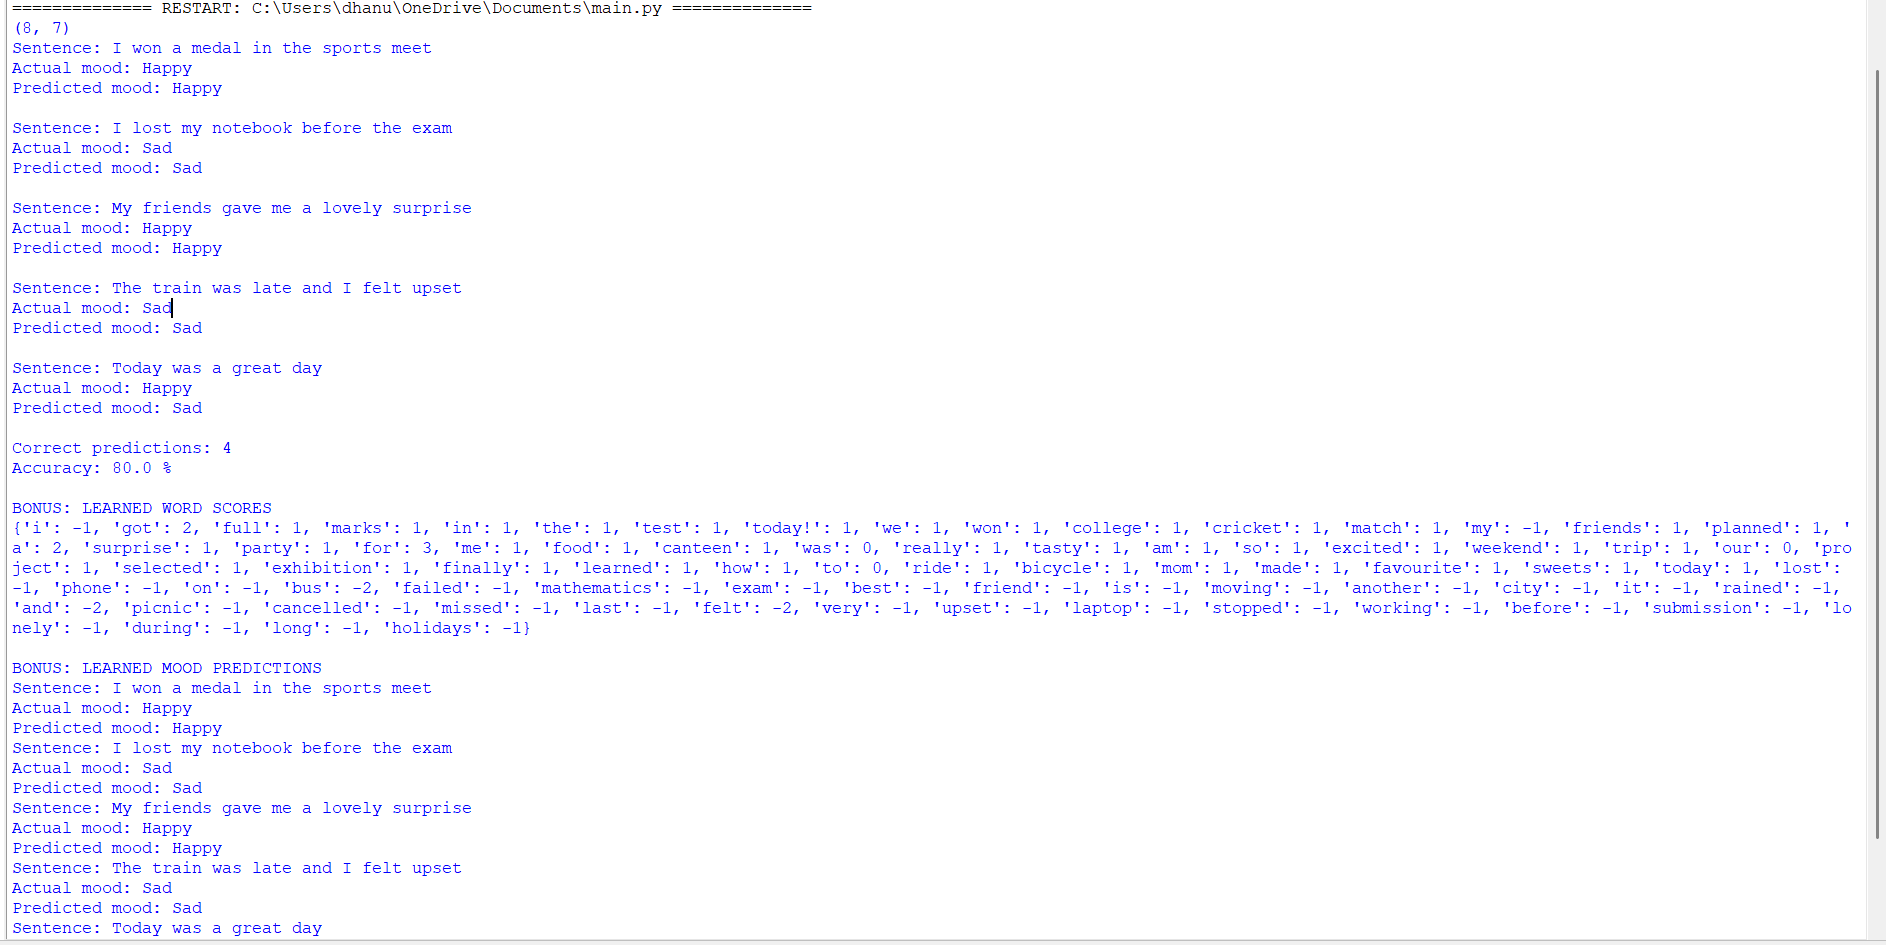 ============== RESTART: C:\Users\dhanu\OneDrive\Documents\main.py ==============
(8, 7)
Sentence: I won a medal in the sports meet
Actual mood: Happy
Predicted mood: Happy

Sentence: I lost my notebook before the exam
Actual mood: Sad
Predicted mood: Sad

Sentence: My friends gave me a lovely surprise
Actual mood: Happy
Predicted mood: Happy

Sentence: The train was late and I felt upset
Actual mood: Sad
Predicted mood: Sad

Sentence: Today was a great day
Actual mood: Happy
Predicted mood: Sad

Correct predictions: 4
Accuracy: 80.0 %

BONUS: LEARNED WORD SCORES
{'i': -1, 'got': 2, 'full': 1, 'marks': 1, 'in': 1, 'the': 1, 'test': 1, 'today!': 1, 'we': 1, 'won': 1, 'college': 1, 'cricket': 1, 'match': 1, 'my': -1, 'friends': 1, 'planned': 1, '
a': 2, 'surprise': 1, 'party': 1, 'for': 3, 'me': 1, 'food': 1, 'canteen': 1, 'was': 0, 'really': 1, 'tasty': 1, 'am': 1, 'so': 1, 'excited': 1, 'weekend': 1, 'trip': 1, 'our': 0, 'pro
ject': 1, 'selected': 1, 'exhibition': 1, 'finally': 1, 'learned': 1, 'how': 1, 'to': 0, 'ride': 1, 'bicycle': 1, 'mom': 1, 'made': 1, 'favourite': 1, 'sweets': 1, 'today': 1, 'lost':
-1, 'phone': -1, 'on': -1, 'bus': -2, 'failed': -1, 'mathematics': -1, 'exam': -1, 'best': -1, 'friend': -1, 'is': -1, 'moving': -1, 'another': -1, 'city': -1, 'it': -1, 'rained': -1,
'and': -2, 'picnic': -1, 'cancelled': -1, 'missed': -1, 'last': -1, 'felt': -2, 'very': -1, 'upset': -1, 'laptop': -1, 'stopped': -1, 'working': -1, 'before': -1, 'submission': -1, 'lo
nely': -1, 'during': -1, 'long': -1, 'holidays': -1}

BONUS: LEARNED MOOD PREDICTIONS
Sentence: I won a medal in the sports meet
Actual mood: Happy
Predicted mood: Happy
Sentence: I lost my notebook before the exam
Actual mood: Sad
Predicted mood: Sad
Sentence: My friends gave me a lovely surprise
Actual mood: Happy
Predicted mood: Happy
Sentence: The train was late and I felt upset
Actual mood: Sad
Predicted mood: Sad
Sentence: Today was a great day